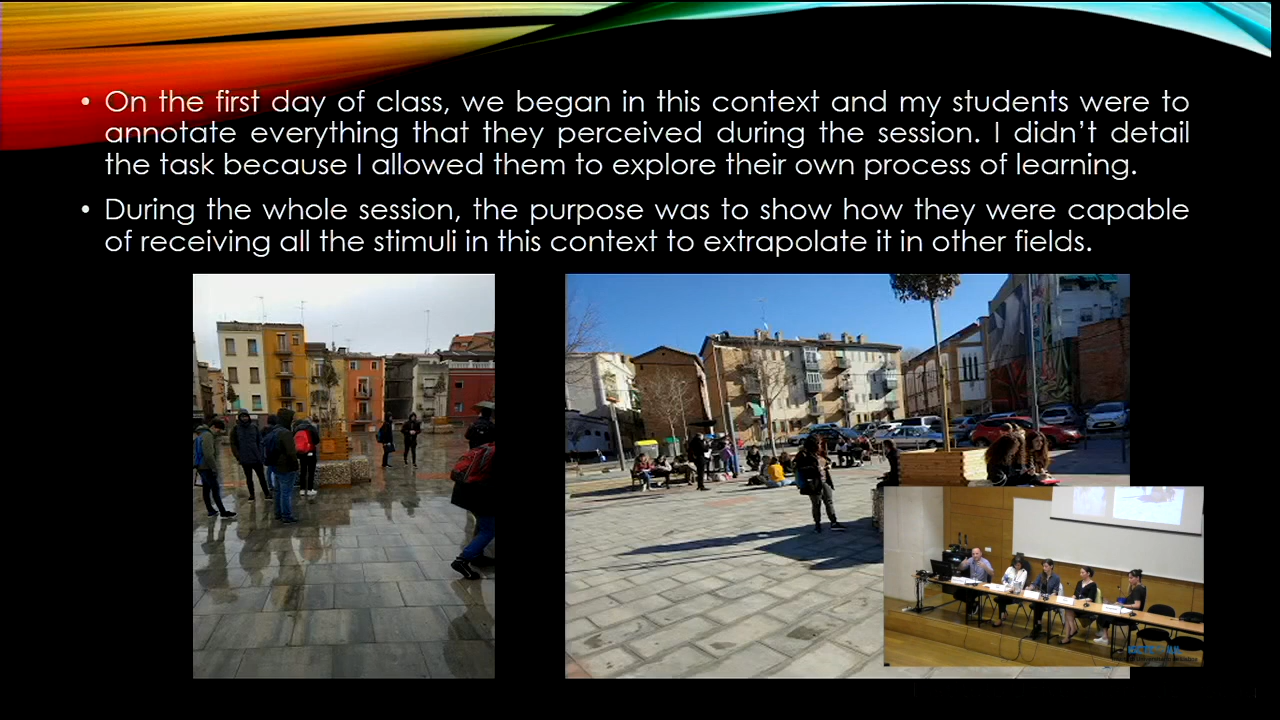 • On the first day of class, we began in this context and my students were to
annotate everything that they perceived during the session. I didn’t detail
the task because I allowed them to explore their own process of learning.
• During the whole session, the purpose was to show how they were capable
of receiving all the stimuli in this context to extrapolate it in other fields.